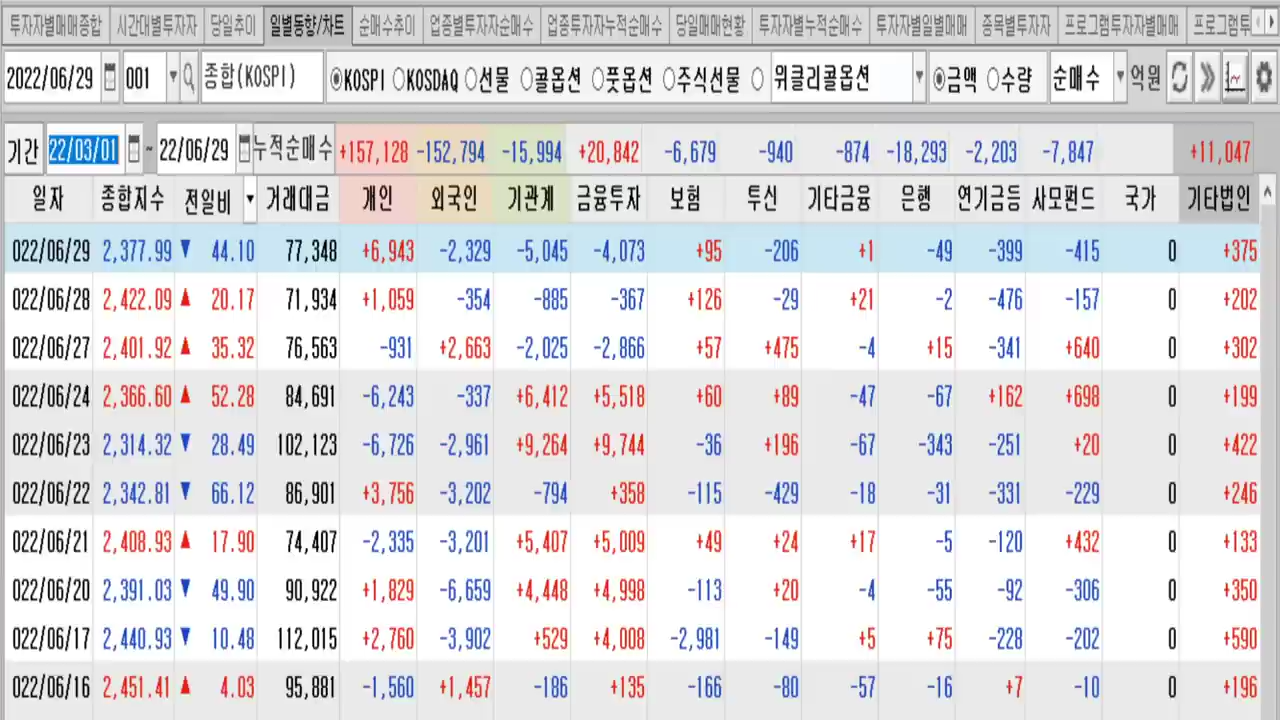 투자자별매매종합 시간대별투자자 당일추이 일별동향/차트 순매수추이 업종별투자자순매수 업종투자자누적순매수 당일매매현황 투자자별누적순매수 투자자별일별매매 종목별투자자 프로그램투자자별매매 프로그램투
2022/06/29 001 종합(KOSPI) KOSPI KOSDAQ 선물 콜옵션 풋옵션 주식선물 위클리콜옵션 금액 수량 순매수 억원
기간 22/03/01 ~ 22/06/29 누적순매수 +157,128 -152,794 -15,994 +20,842 -6,679 -940 -874 -18,293 -2,203 -7,847 +11,047
일자 종합지수 전일비 거래대금 개인 외국인 기관계 금융투자 보험 투신 기타금융 은행 연기금등 사모펀드 국가 기타법인
022/06/29 2,377.99 ▼ 44.10 77,348 +6,943 -2,329 -5,045 -4,073 +95 -206 +1 -49 -399 -415 0 +375
022/06/28 2,422.09 ▲ 20.17 71,934 +1,059 -354 -885 -367 +126 -29 +21 -2 -476 -157 0 +202
022/06/27 2,401.92 ▲ 35.32 76,563 -931 +2,663 -2,025 -2,866 +57 +475 -4 +15 -341 +640 0 +302
022/06/24 2,366.60 ▲ 52.28 84,691 -6,243 -337 +6,412 +5,518 +60 +89 -47 -67 +162 +698 0 +199
022/06/23 2,314.32 ▼ 28.49 102,123 -6,726 -2,961 +9,264 +9,744 -36 +196 -67 -343 -251 +20 0 +422
022/06/22 2,342.81 ▼ 66.12 86,901 +3,756 -3,202 -794 +358 -115 -429 -18 -31 -331 -229 0 +246
022/06/21 2,408.93 ▲ 17.90 74,407 -2,335 -3,201 +5,407 +5,009 +49 +24 +17 -5 -120 +432 0 +133
022/06/20 2,391.03 ▼ 49.90 90,922 +1,829 -6,659 +4,448 +4,998 -113 +20 -4 -55 -92 -306 0 +350
022/06/17 2,440.93 ▼ 10.48 112,015 +2,760 -3,902 +529 +4,008 -2,981 -149 +5 +75 -228 -202 0 +590
022/06/16 2,451.41 ▲ 4.03 95,881 -1,560 +1,457 -186 +135 -166 -80 -57 -16 +7 -10 0 +196